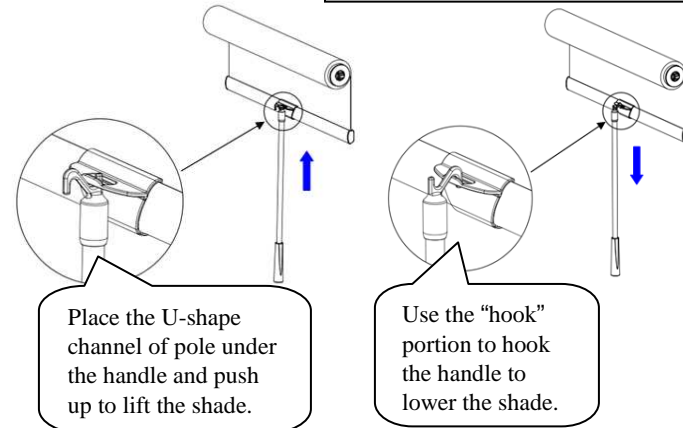 Place the U-shape
channel of pole under
the handle and push
up to lift the shade.
Use the “hook”
portion to hook
the handle to
lower the shade.